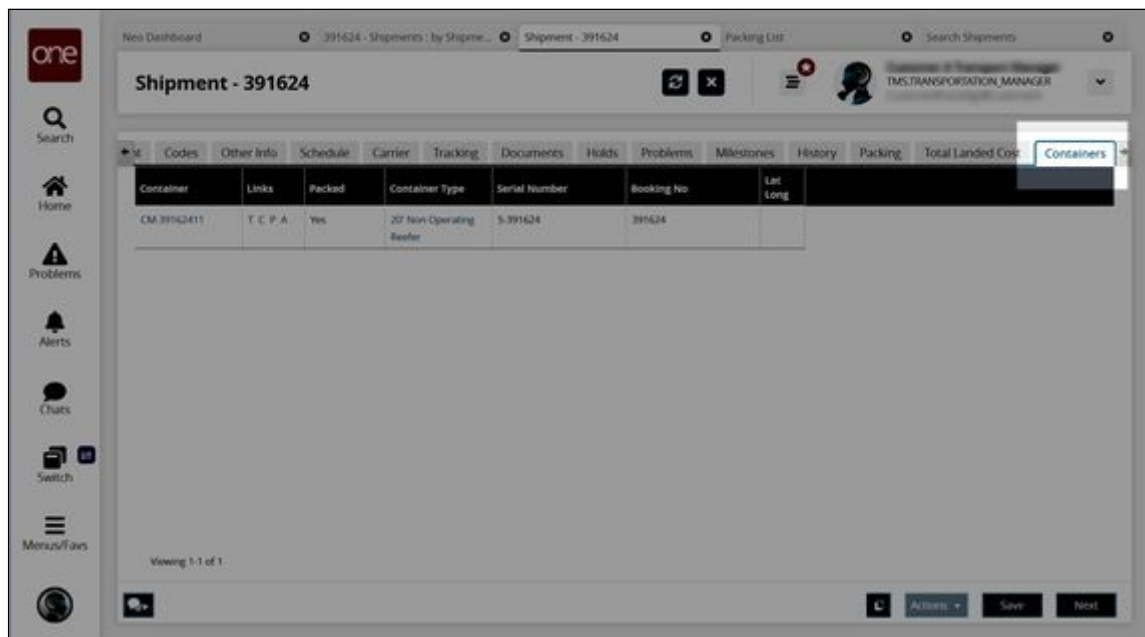 one
Neo Dashboard
391624 - Shipments : by Shipme...
Shipment - 391624
Packing List
Search Shipments
Shipment - 391624
TMS.TRANSPORTATION_MANAGER
Search
Home
Problems
Alerts
Chats
Switch
Menus/Favs
Codes Other Info Schedule Carrier Tracking Documents Holds Problems Milestones History Packing Total Landed Cost Containers
Container Links Packed Container Type Serial Number Booking No Lat Long
CM-39162411 T C P A Yes 20' Non Operating Reefer S-391624 391624
Viewing 1-1 of 1
Actions Save Next